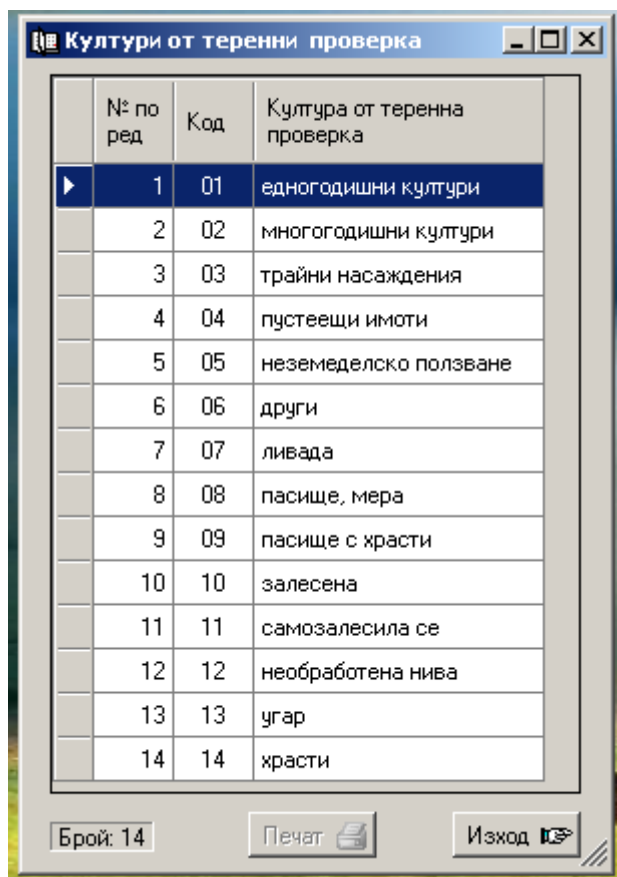 Култури от теренни проверка
№ по ред Код Култура от теренна проверка
1 01 едногодишни култури
2 02 многогодишни култури
3 03 трайни насаждения
4 04 пустеещи имоти
5 05 неземеделско ползване
6 06 други
7 07 ливада
8 08 пасище, мера
9 09 пасище с храсти
10 10 залесена
11 11 самозалесила се
12 12 необработена нива
13 13 угар
14 14 храсти
Брой: 14 Печат Изход